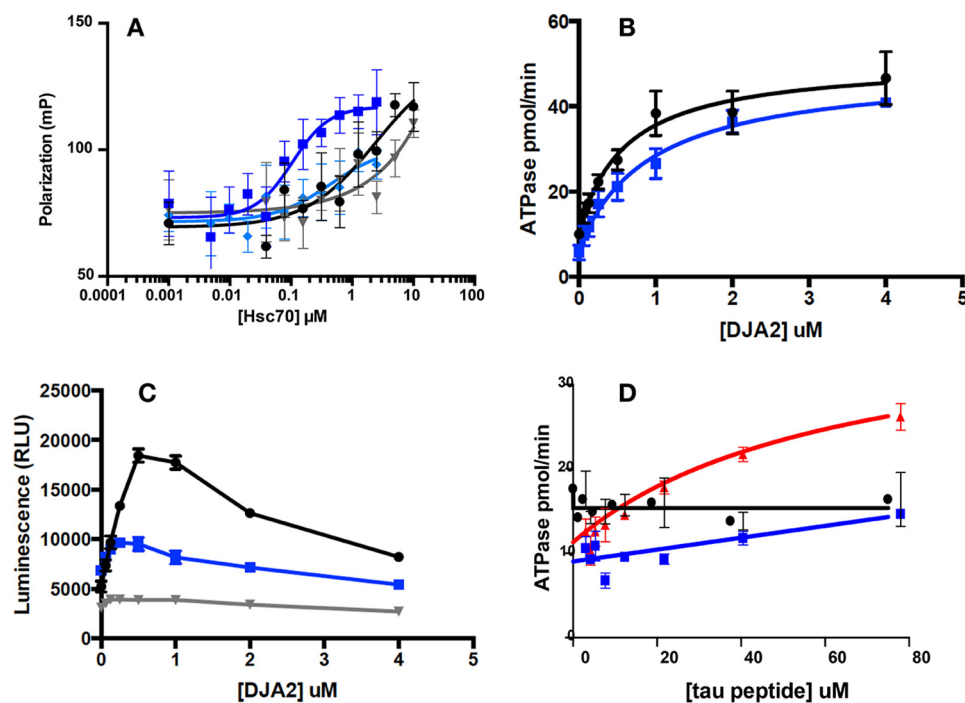 A
150
100
50
Polarization (mP)
0.0001 0.001 0.01 0.1 1 10 100
[Hsc70] µM
B
60
40
20
0
ATPase pmol/min
0 1 2 3 4 5
[DJA2] uM
C
25000
20000
15000
10000
5000
0
Luminescence (RLU)
0 1 2 3 4 5
[DJA2] uM
D
30
20
10
0
ATPase pmol/min
0 20 40 60 80
[tau peptide] uM